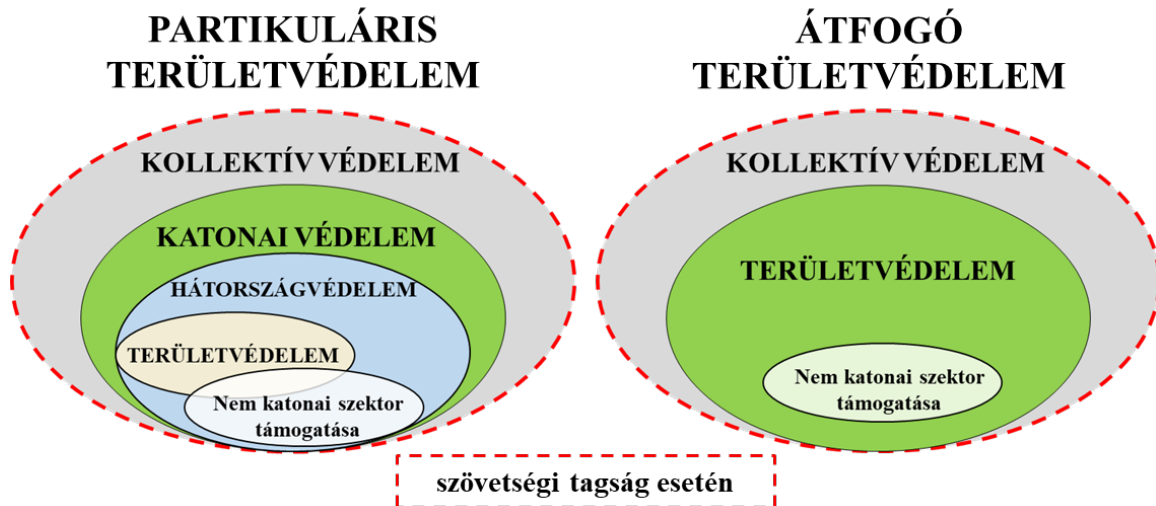 PARTIKULÁRIS
TERÜLETVÉDELEM
KOLLEKTÍV VÉDELEM
KATONAI VÉDELEM
HÁTORSZÁGVÉDELEM
TERÜLETVÉDELEM
Nem katonai szektor
támogatása
ÁTFOGÓ
TERÜLETVÉDELEM
KOLLEKTÍV VÉDELEM
TERÜLETVÉDELEM
Nem katonai szektor
támogatása
szövetségi tagság esetén